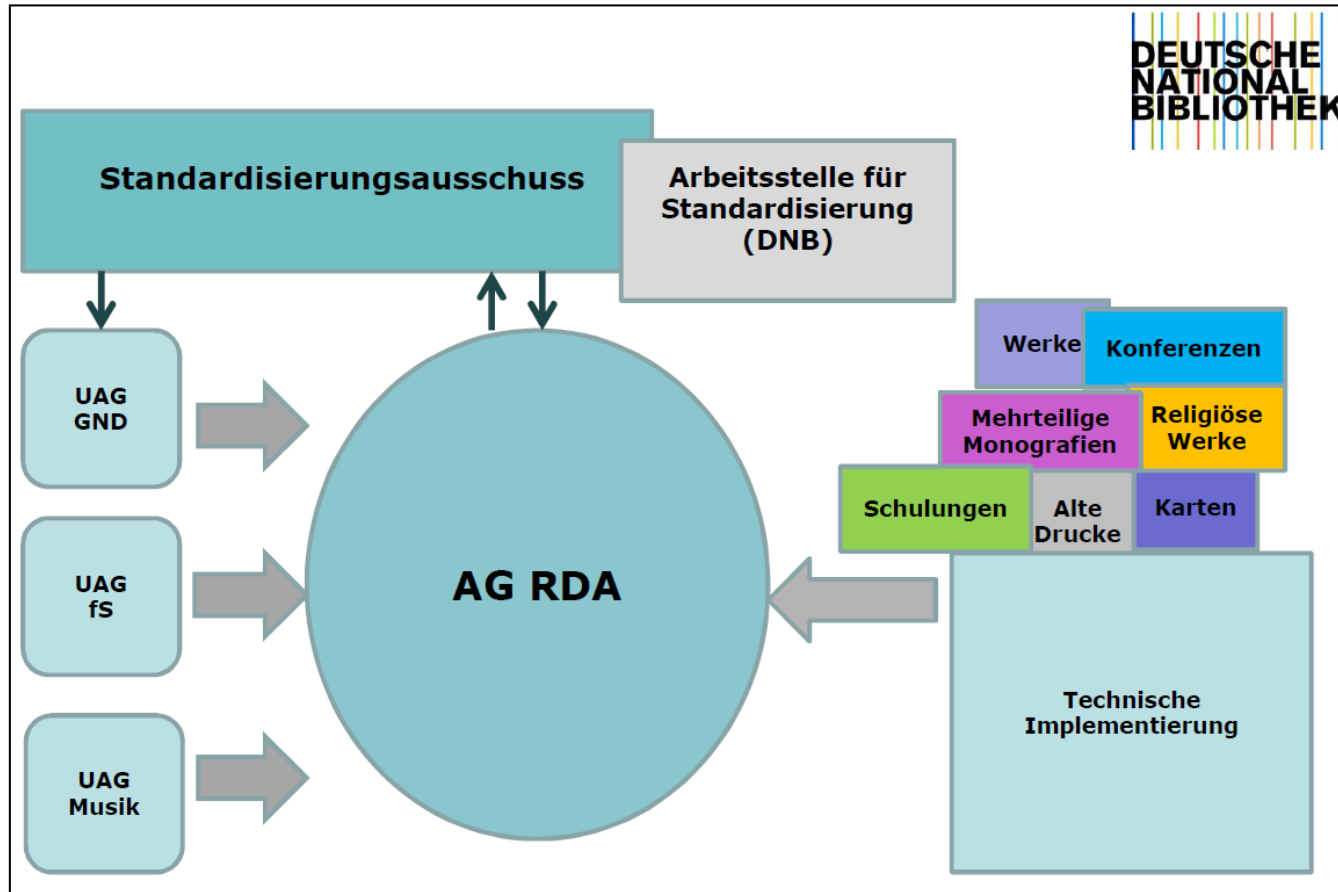 DEUTSCHE
NATIONAL
BIBLIOTHEK
Standardisierungsausschuss
Arbeitsstelle für
Standardisierung
(DNB)
UAG
GND
UAG
fS
UAG
Musik
AG RDA
Werke
Konferenzen
Mehrteilige
Monografien
Religiöse
Werke
Schulungen
Alte
Drucke
Karten
Technische
Implementierung